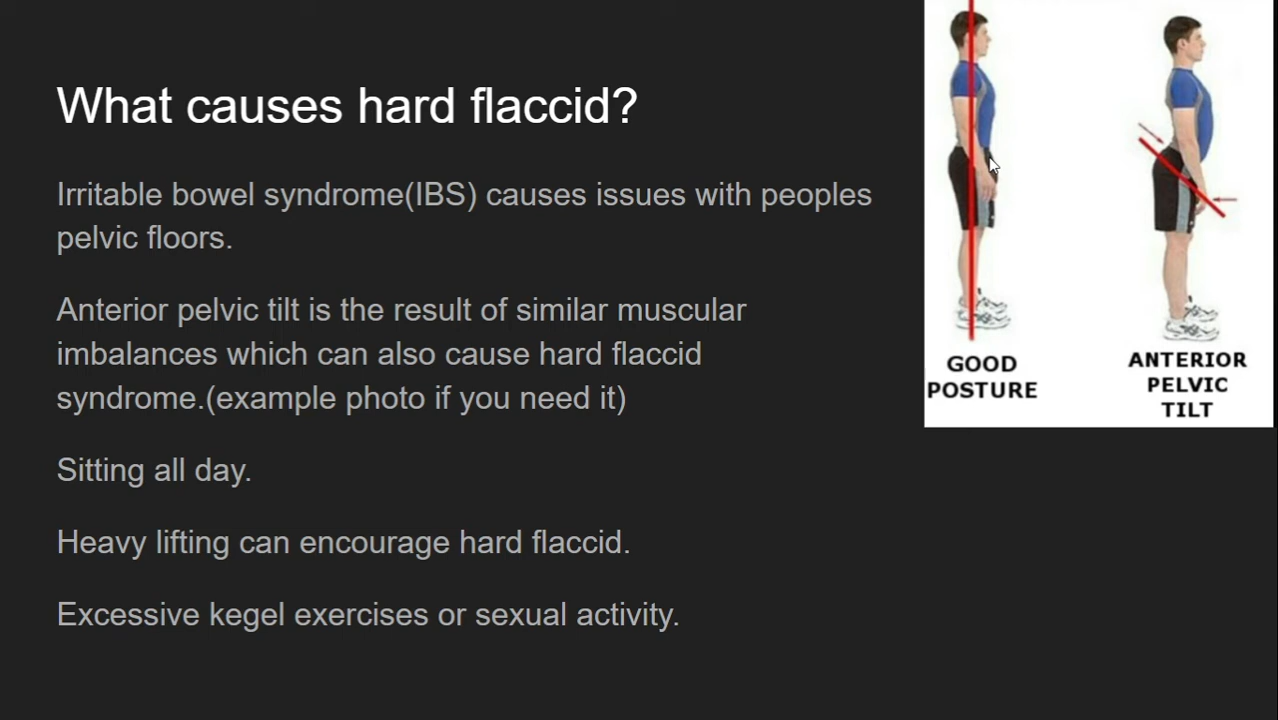 What causes hard flaccid?
Irritable bowel syndrome(IBS) causes issues with peoples
pelvic floors.
Anterior pelvic tilt is the result of similar muscular
imbalances which can also cause hard flaccid
syndrome.(example photo if you need it)
Sitting all day.
Heavy lifting can encourage hard flaccid.
Excessive kegel exercises or sexual activity.
GOOD
POSTURE
ANTERIOR
PELVIC
TILT